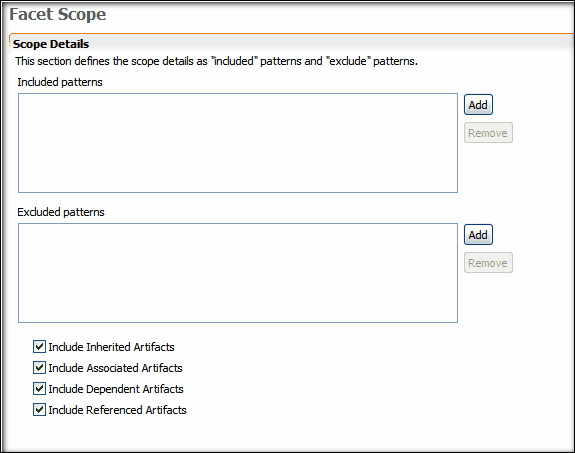 Facet Scope
Scope Details
This section defines the scope details as "included" patterns and "exclude" patterns.
Included patterns
Add
Remove
Excluded patterns
Add
Remove
Include Inherited Artifacts
Include Associated Artifacts
Include Dependent Artifacts
Include Referenced Artifacts